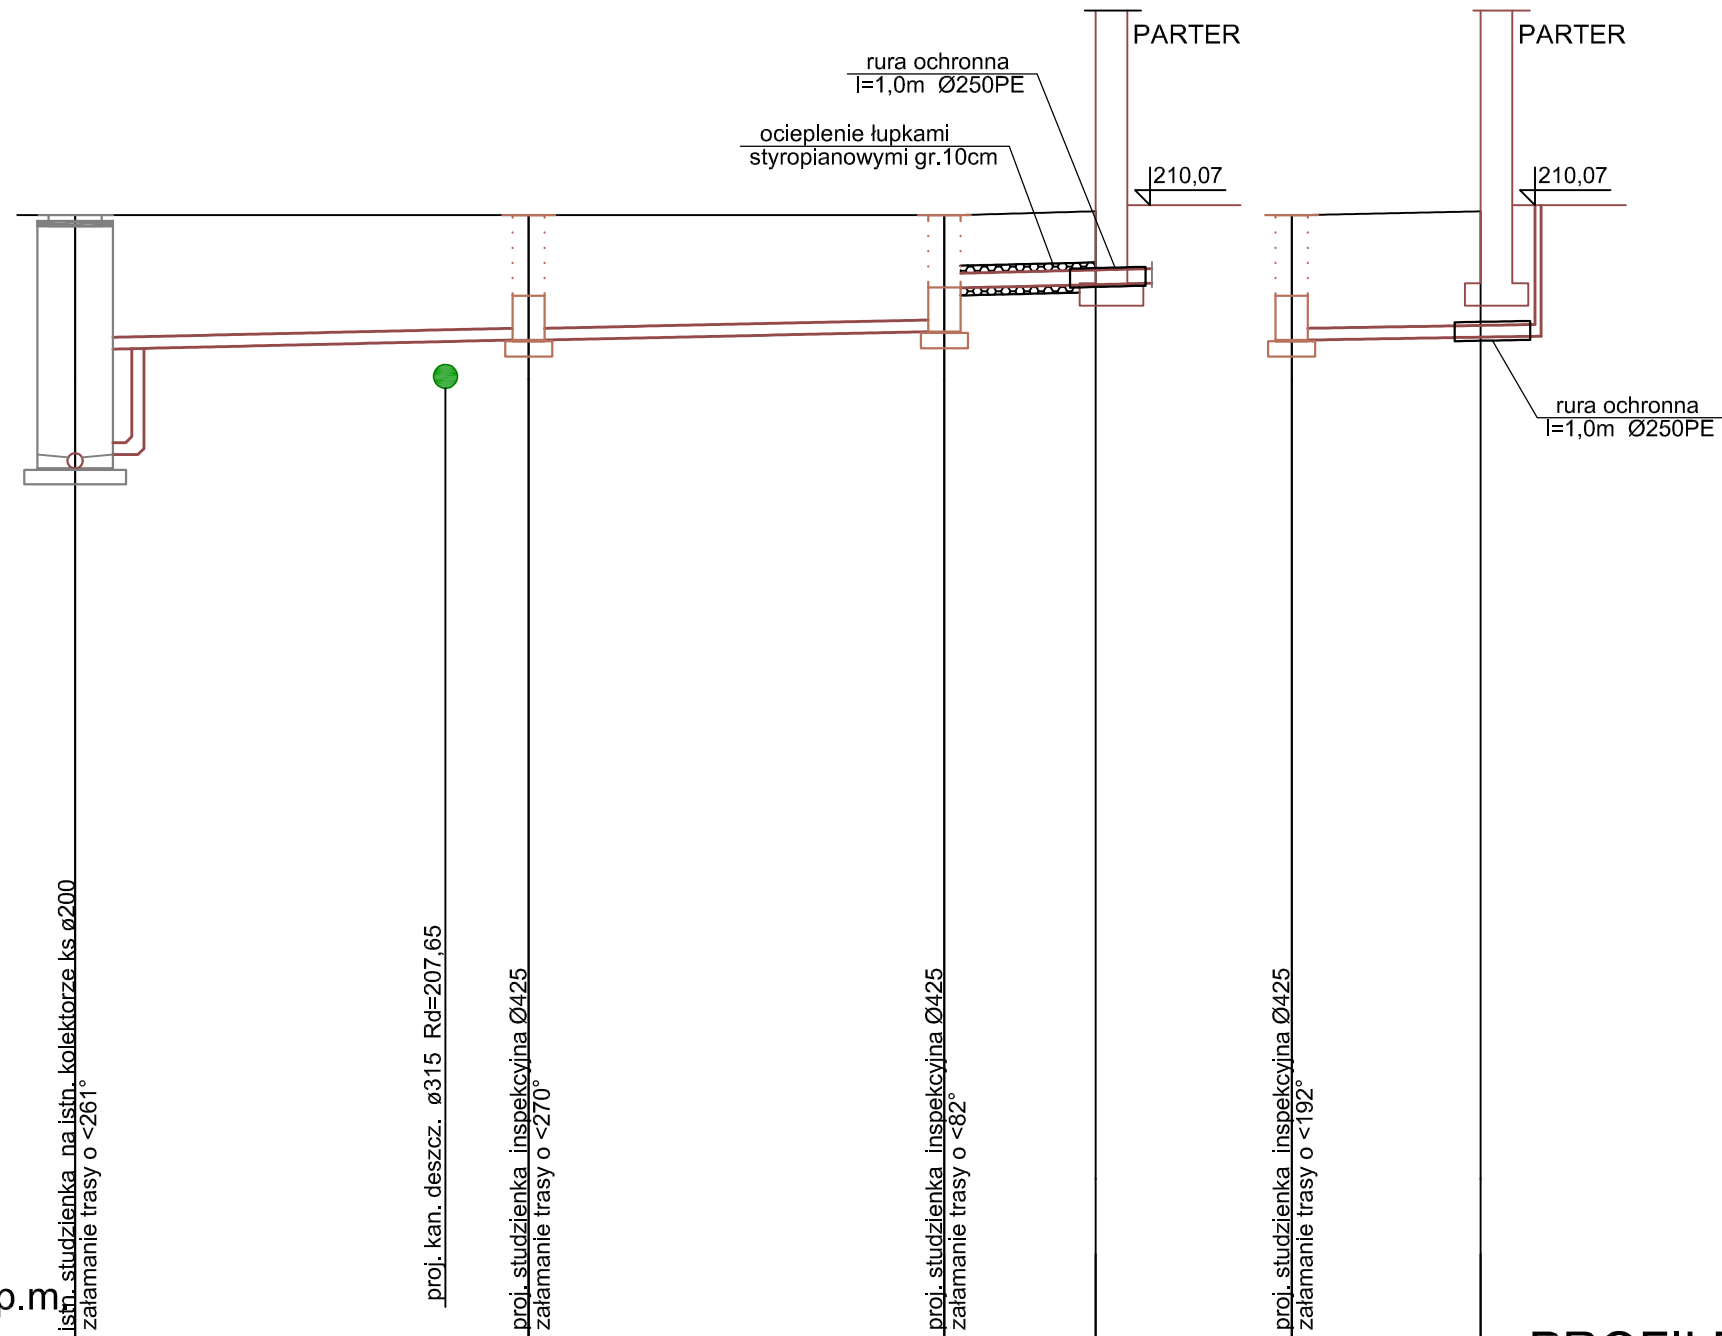 PARTER
PARTER
rura ochronna
l=1,0m Ø250PE
ocieplenie łupkami
styropianowymi gr.10cm
210,07
210,07
rura ochronna
l=1,0m Ø250PE
istn. studzienka na istn. kolektorze ks ø200
załamanie trasy o <261°
proj. kan. deszcz. ø315 Rd=207,65
proj. studzienka inspekcyjna Ø425
załamanie trasy o <270°
proj. studzienka inspekcyjna Ø425
załamanie trasy o <82°
proj. studzienka inspekcyjna Ø425
załamanie trasy o <192°
p.m.